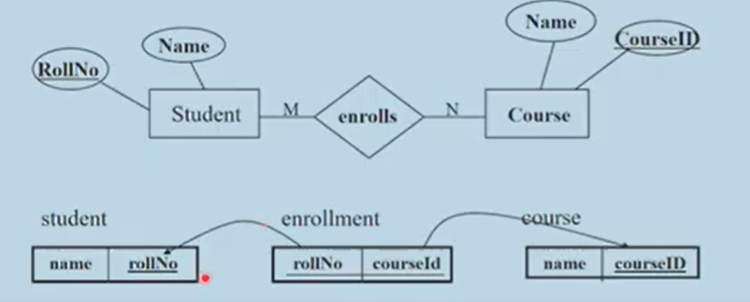 Name
Name
CourseID
RollNo
Student
M
enrolls
N
Course
student
enrollment
course
name
rollNo
rollNo
courseId
name
courseID